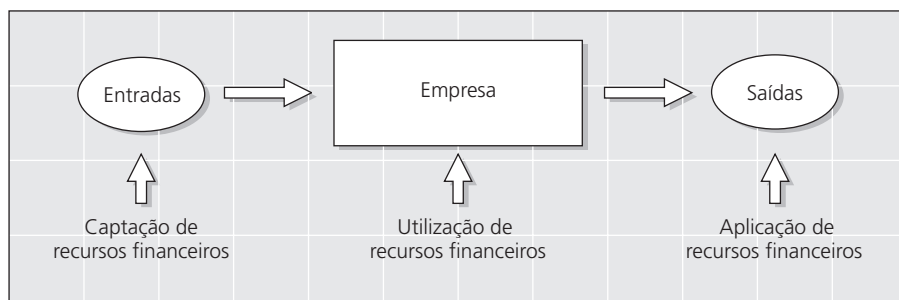 Entradas
Empresa
Saídas
Captação de
recursos financeiros
Utilização de
recursos financeiros
Aplicação de
recursos financeiros